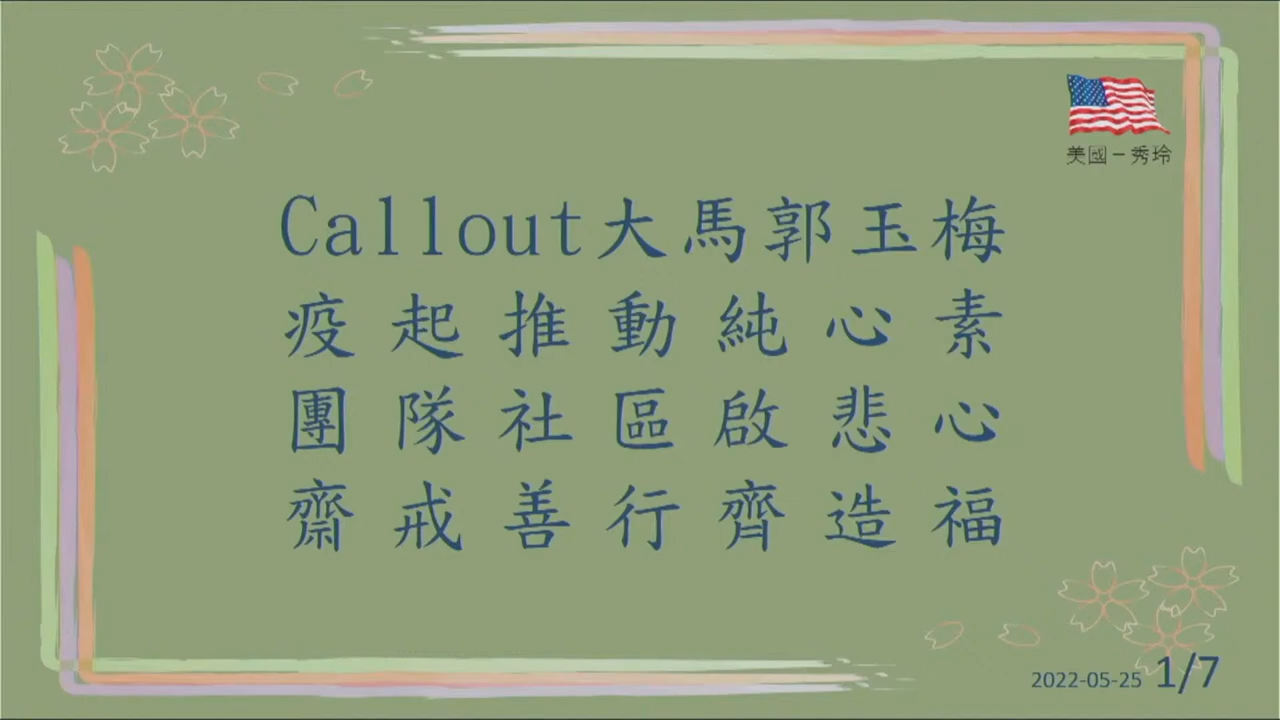 美國－秀玲
Callout大馬郭玉梅
疫起推動純心素
團隊社區啟悲心
齋戒善行齊造福
2022-05-25 1/7